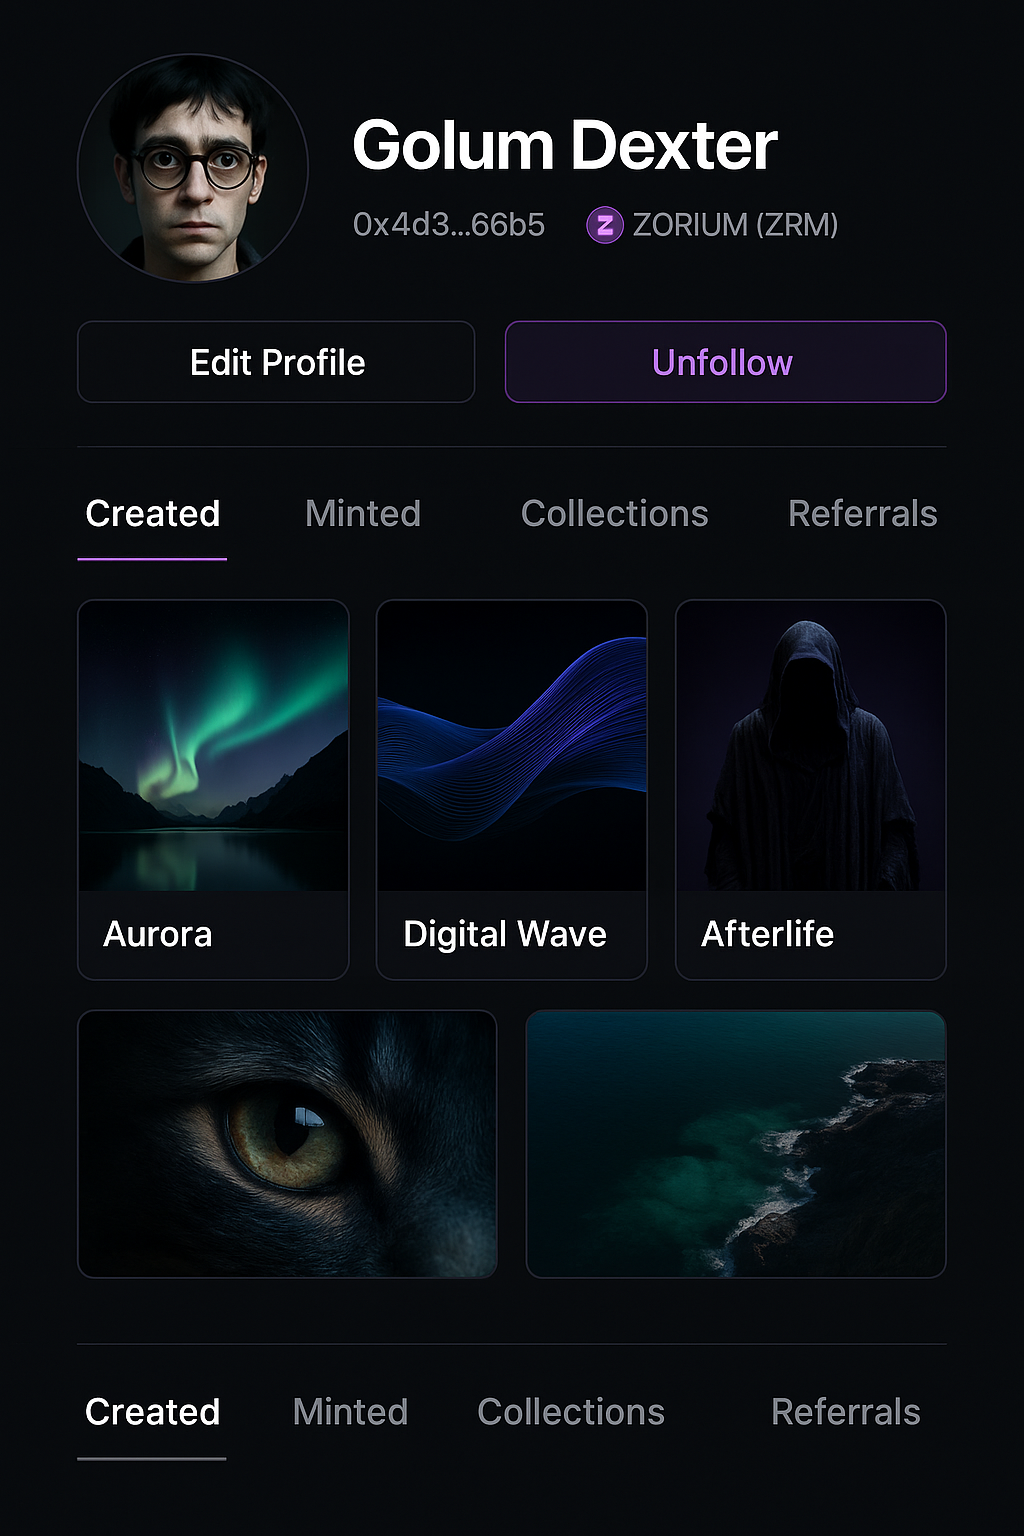 Golum Dexter
0x4d3...66b5 Z ZORIUM (ZRM)
Edit Profile Unfollow
Created Minted Collections Referrals
Aurora Digital Wave Afterlife
Created Minted Collections Referrals